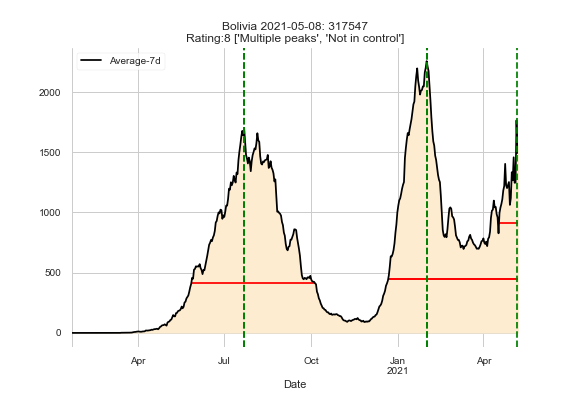 Bolivia 2021-05-08: 317547
Rating:8 ['Multiple peaks', 'Not in control']
Average-7d
2000
1500
1000
500
0
Apr
Jul
Oct
Jan
2021
Apr
Date